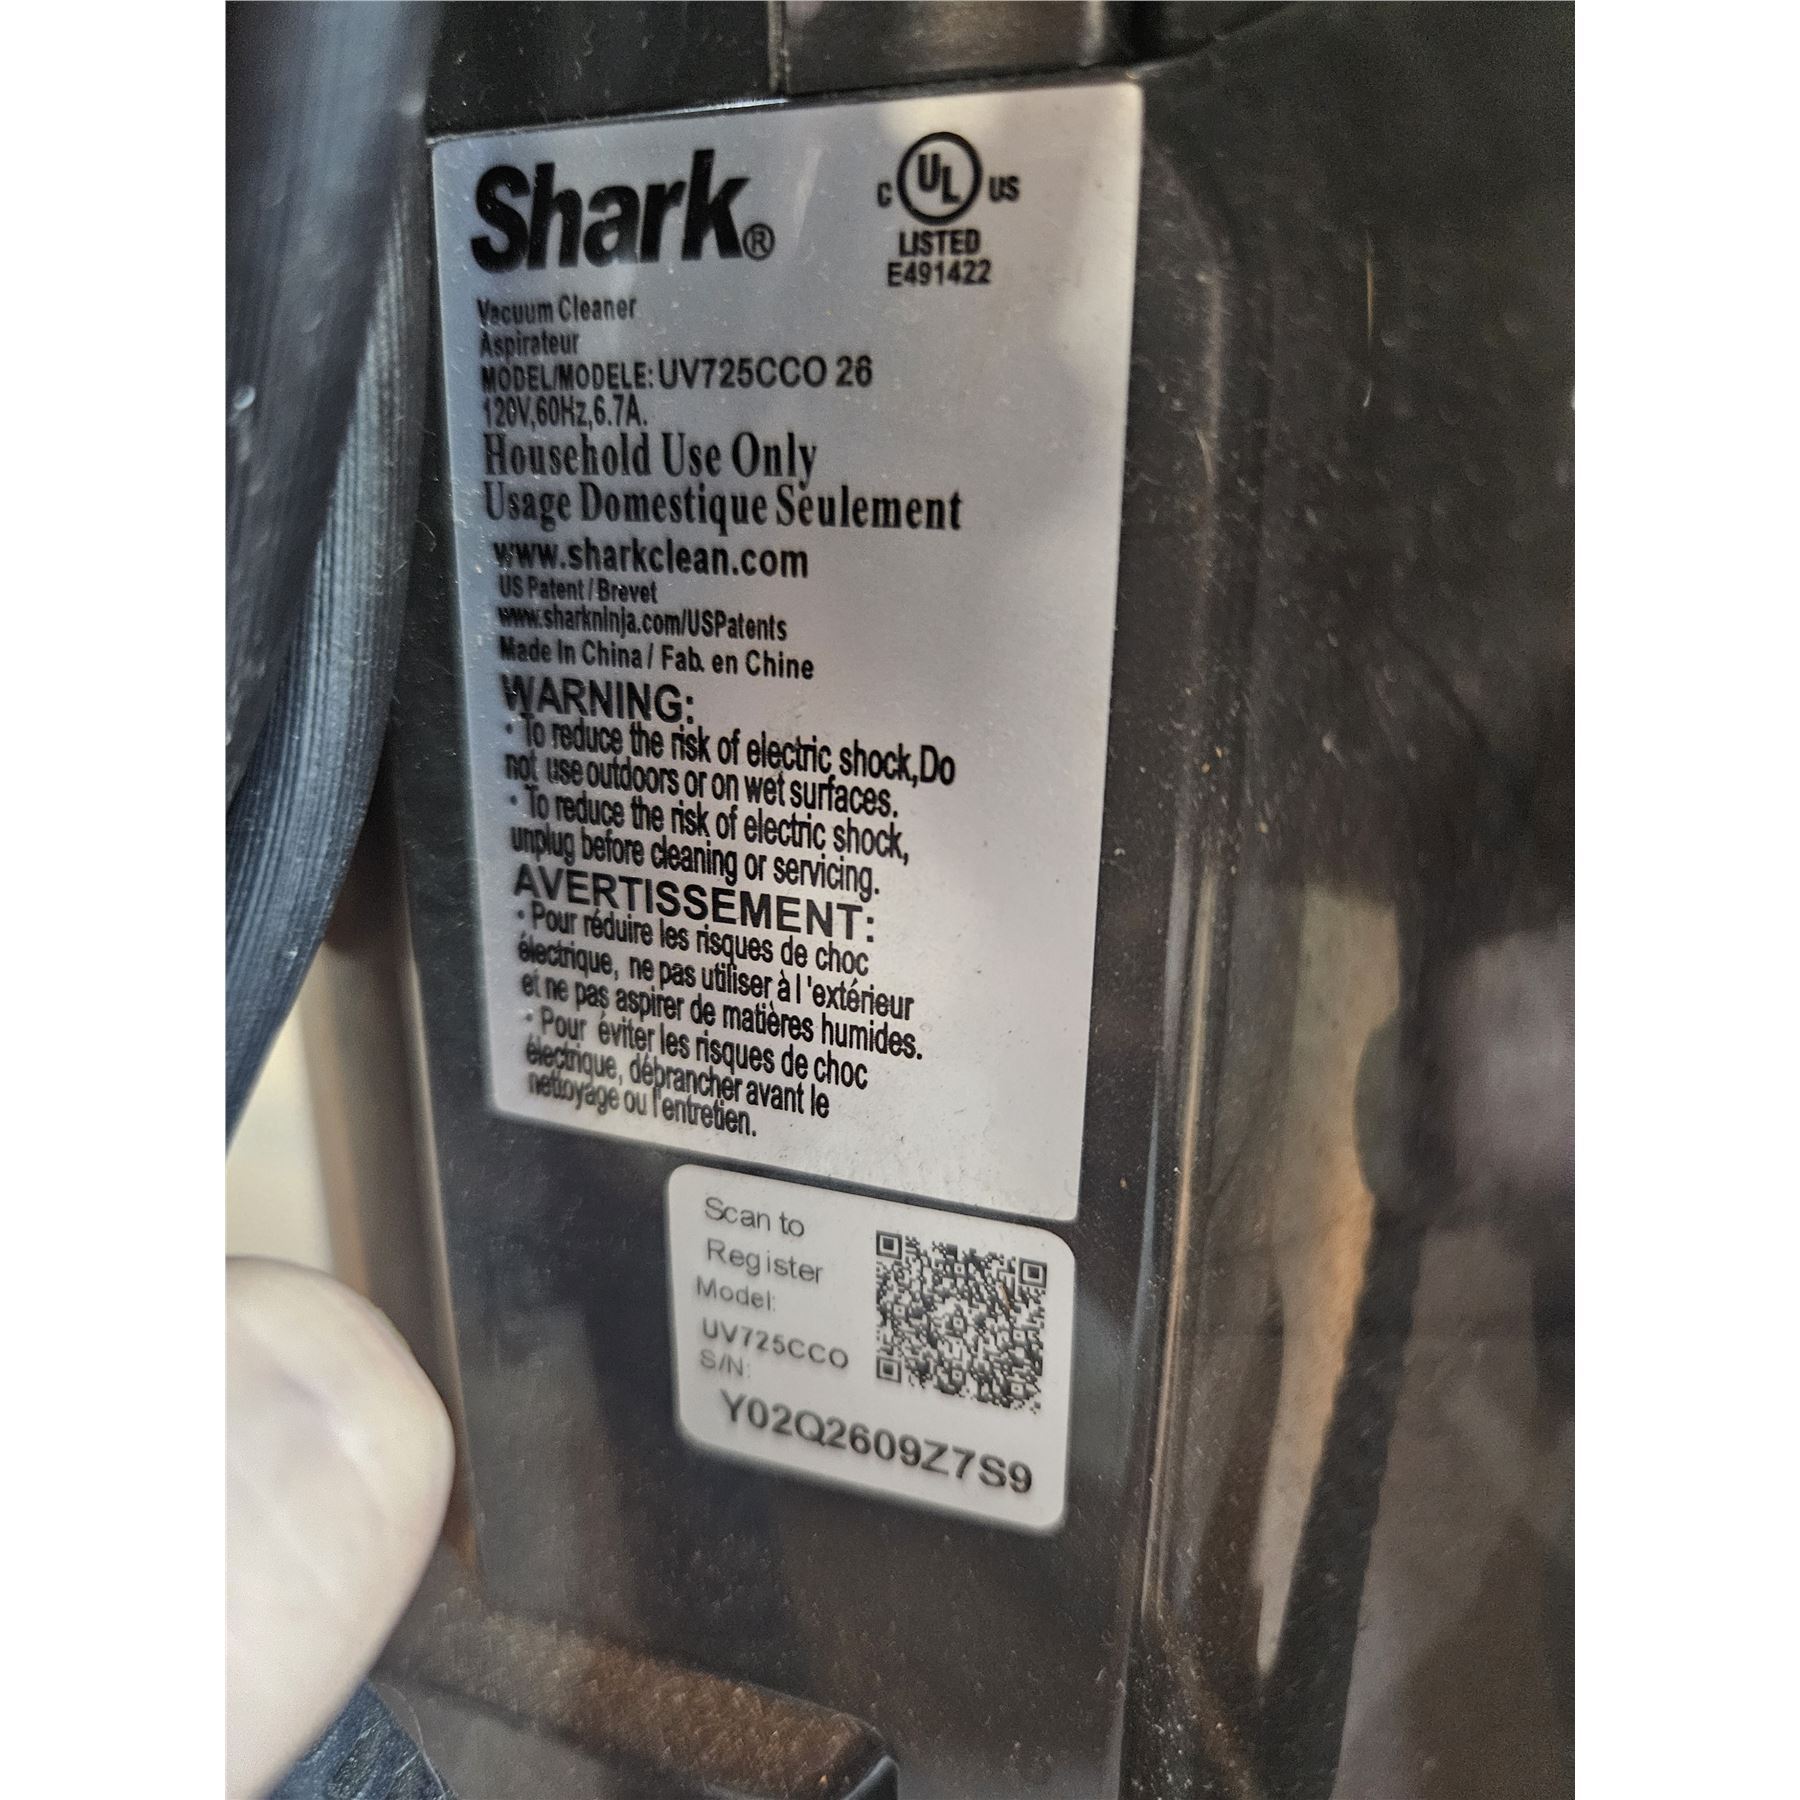 Shark®
C UL US
LISTED
E491422
Vacuum Cleaner
Aspirateur
MODEL/MODELE: UV725CCO 26
120V,60Hz,6.7A.
Household Use Only
Usage Domestique Seulement
www.sharkclean.com
US Patent / Brevet
www.sharkninja.com/USPatents
Made In China / Fab. en Chine
WARNING:
· To reduce the risk of electric shock,Do
not use outdoors or on wet surfaces.
· To reduce the risk of electric shock,
unplug before cleaning or servicing.
AVERTISSEMENT:
· Pour réduire les risques de choc
électrique, ne pas utiliser à l'extérieur
et ne pas aspirer de matières humides.
· Pour éviter les risques de choc
électrique, débrancher avant le
nettoyage ou l'entretien.
Scan to
Register
Model:
UV725CCO
S/N:
Y02Q2609Z7S9